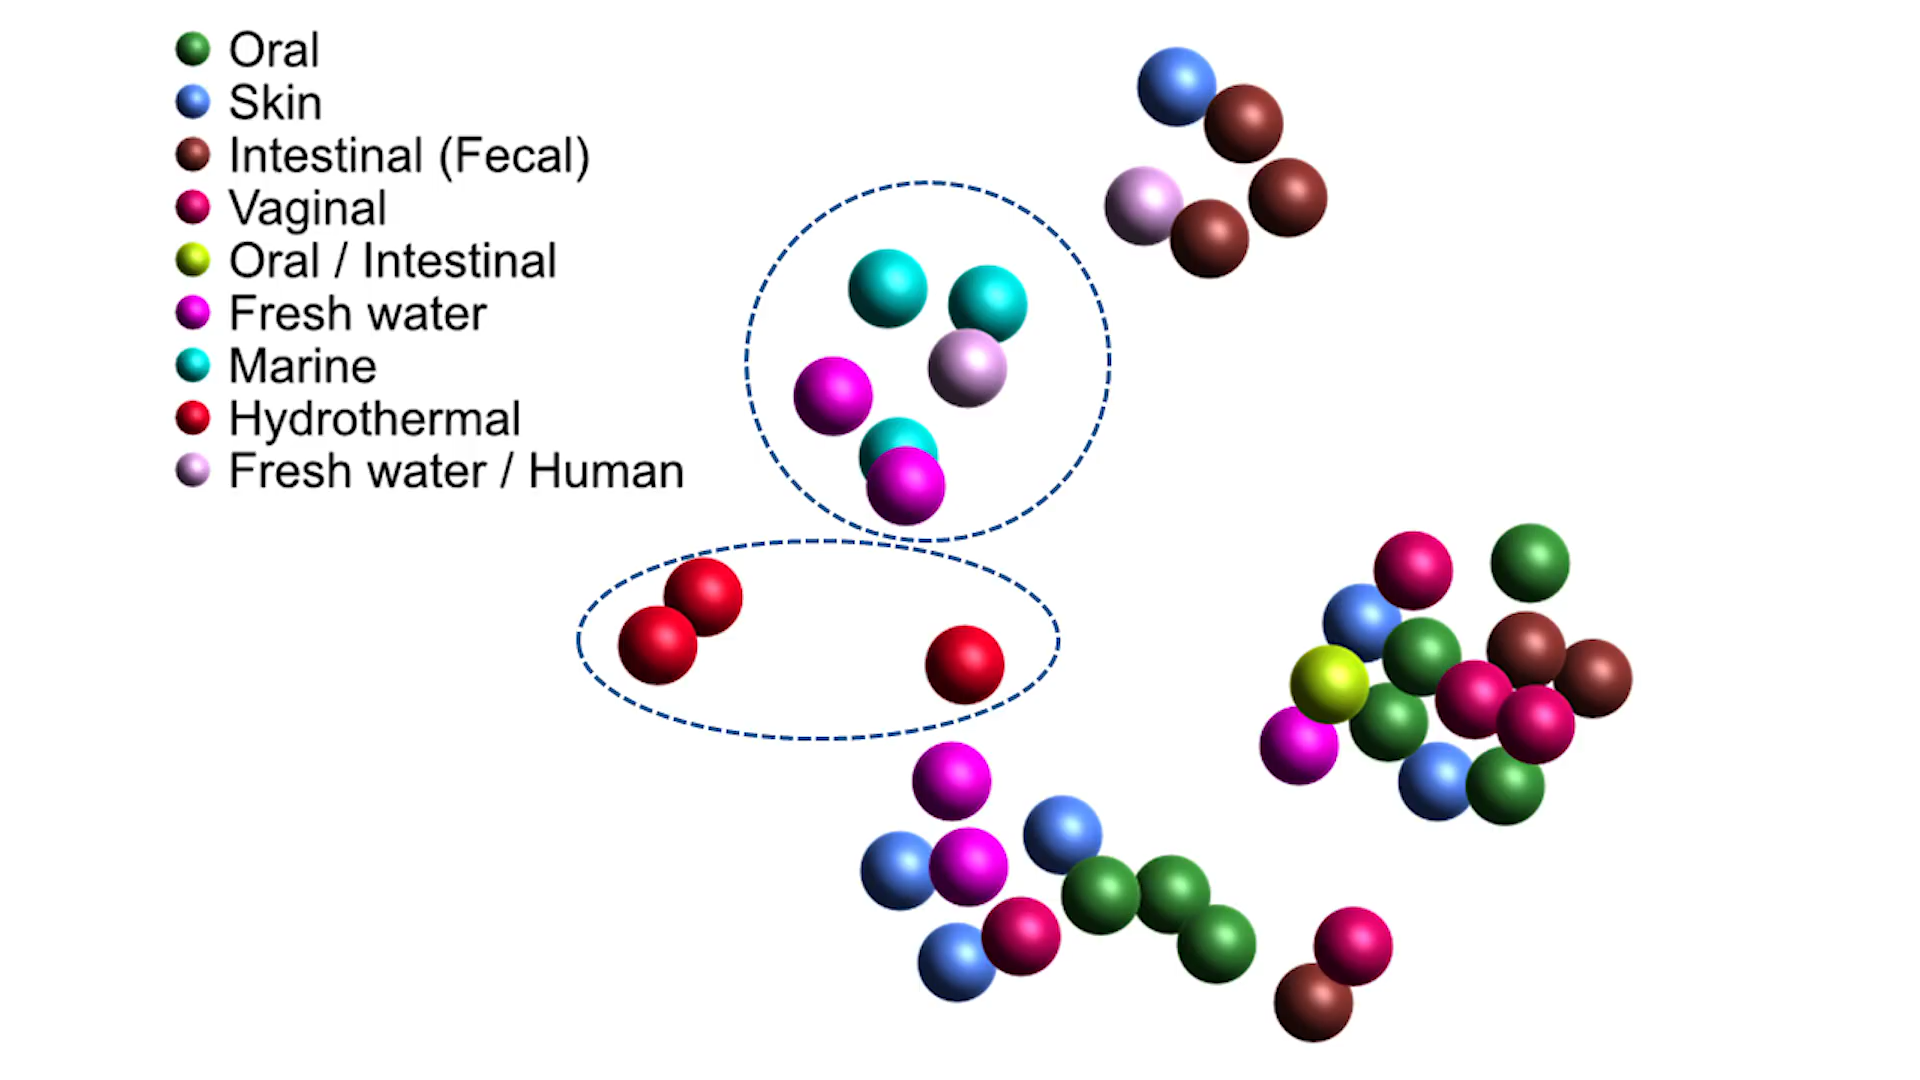 Oral
Skin
Intestinal (Fecal)
Vaginal
Oral / Intestinal
Fresh water
Marine
Hydrothermal
Fresh water / Human